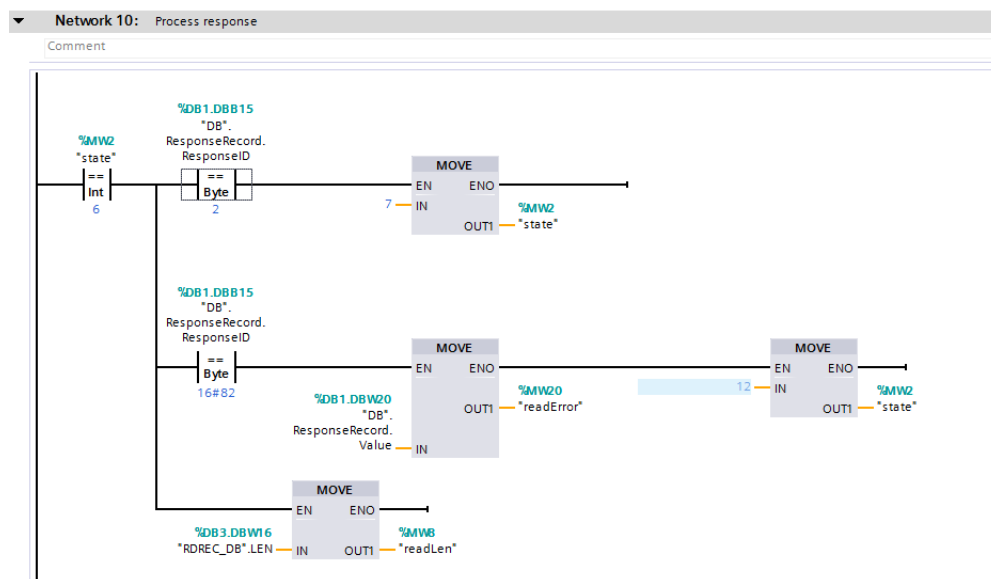 Network 10: Process response
Comment
%DB1.DBB15
"DB".
ResponseRecord.
ResponseID
%MW2
"state"
==
Int
6
==
Byte
2
MOVE
EN ENO
7 IN
%MW2
OUT1 "state"
%DB1.DBB15
"DB".
ResponseRecord.
ResponseID
==
Byte
16#82
MOVE
EN ENO
%DB1.DBW20
"DB".
ResponseRecord.
Value IN
%MW20
OUT1 "readError"
MOVE
EN ENO
12 IN
%MW2
OUT1 "state"
MOVE
EN ENO
%DB3.DBW16
"RDREC_DB".LEN IN
%MW8
OUT1 "readLen"